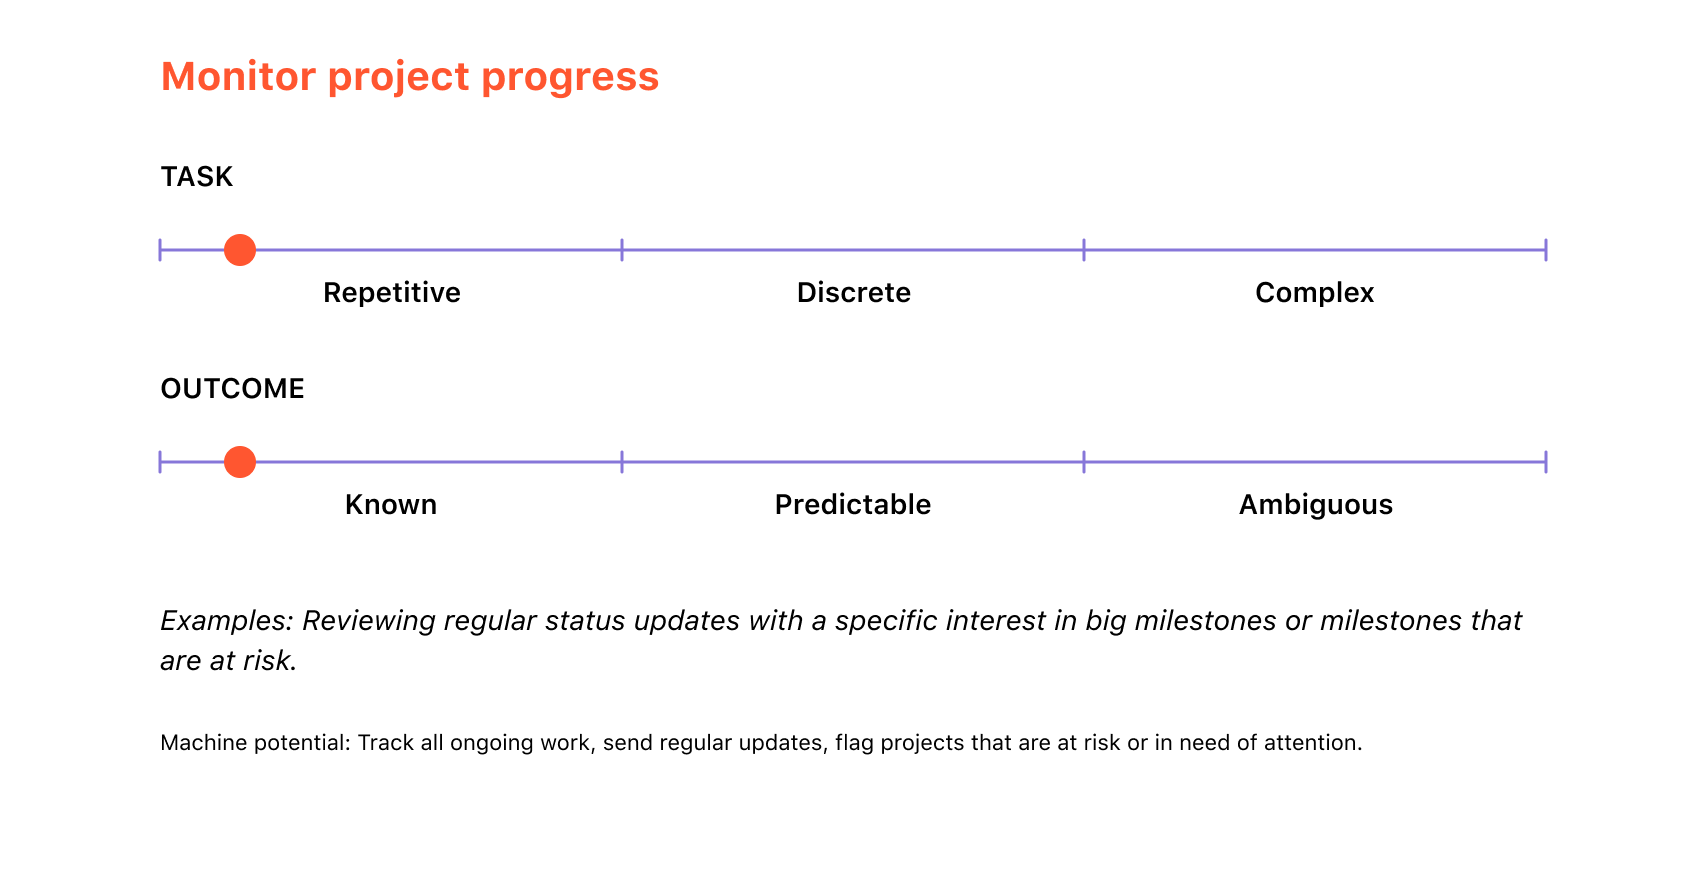 Monitor project progress
TASK
Repetitive
Discrete
Complex
OUTCOME
Known
Predictable
Ambiguous
Examples: Reviewing regular status updates with a specific interest in big milestones or milestones that
are at risk.
Machine potential: Track all ongoing work, send regular updates, flag projects that are at risk or in need of attention.